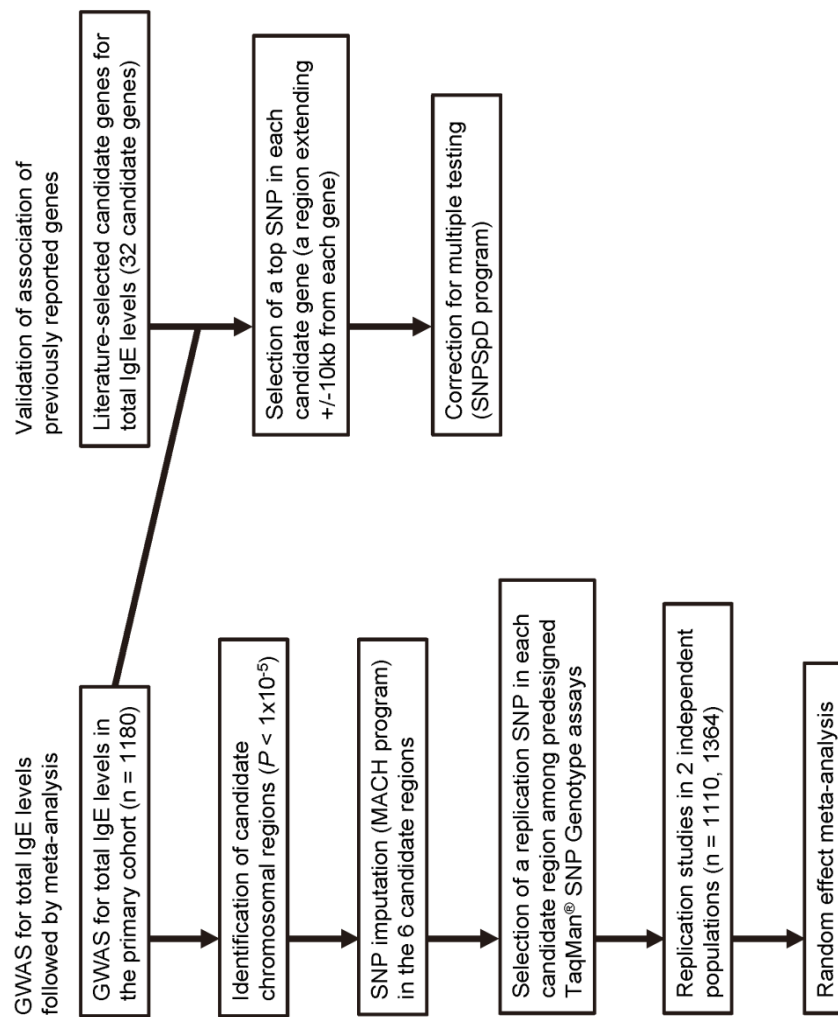 GWAS for total IgE levels
followed by meta-analysis
GWAS for total IgE levels in
the primary cohort (n = 1180)
Identification of candidate
chromosomal regions (P < 1x10⁻⁵)
SNP imputation (MACH program)
in the 6 candidate regions
Selection of a replication SNP in each
candidate region among predesigned
TaqMan® SNP Genotype assays
Replication studies in 2 independent
populations (n = 1110, 1364)
Random effect meta-analysis
Validation of association of
previously reported genes
Literature-selected candidate genes for
total IgE levels (32 candidate genes)
Selection of a top SNP in each
candidate gene (a region extending
+/-10kb from each gene)
Correction for multiple testing
(SNPSpD program)